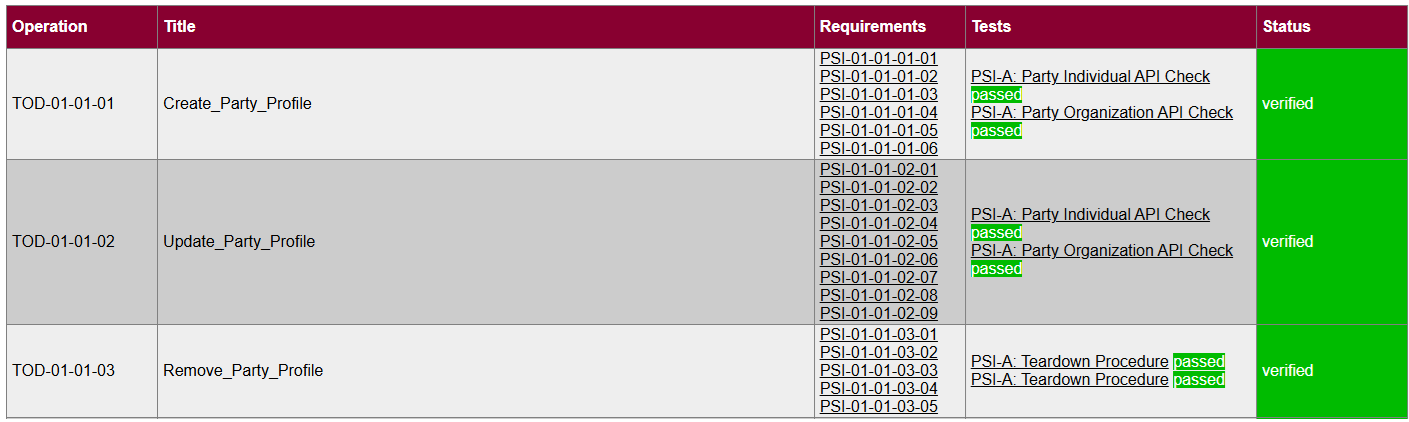 Operation Title Requirements Tests Status
TOD-01-01-01 Create_Party_Profile
PSI-01-01-01-01
PSI-01-01-01-02
PSI-01-01-01-03
PSI-01-01-01-04
PSI-01-01-01-05
PSI-01-01-01-06
PSI-A: Party Individual API Check
passed
PSI-A: Party Organization API Check
passed
verified
TOD-01-01-02 Update_Party_Profile
PSI-01-01-02-01
PSI-01-01-02-02
PSI-01-01-02-03
PSI-01-01-02-04
PSI-01-01-02-05
PSI-01-01-02-06
PSI-01-01-02-07
PSI-01-01-02-08
PSI-01-01-02-09
PSI-A: Party Individual API Check
passed
PSI-A: Party Organization API Check
passed
verified
TOD-01-01-03 Remove_Party_Profile
PSI-01-01-03-01
PSI-01-01-03-02
PSI-01-01-03-03
PSI-01-01-03-04
PSI-01-01-03-05
PSI-A: Teardown Procedure passed
PSI-A: Teardown Procedure passed
verified